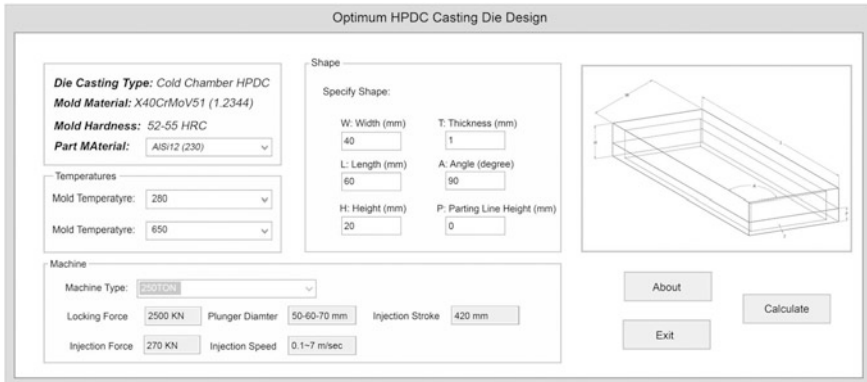 Optimum HPDC Casting Die Design
Die Casting Type: Cold Chamber HPDC
Mold Material: X40CrMoV51 (1.2344)
Mold Hardness: 52-55 HRC
Part MAterial: AlSi12 (230)
Temperatures
Mold Temperatyre: 280
Mold Temperatyre: 650
Shape
Specify Shape:
W: Width (mm) T: Thickness (mm)
40 1
L: Length (mm) A: Angle (degree)
60 90
H: Height (mm) P: Parting Line Height (mm)
20 0
Machine
Machine Type: 250TON
Locking Force 2500 KN Plunger Diamter 50-60-70 mm Injection Stroke 420 mm
Injection Force 270 KN Injection Speed 0.1~7 m/sec
About
Calculate
Exit